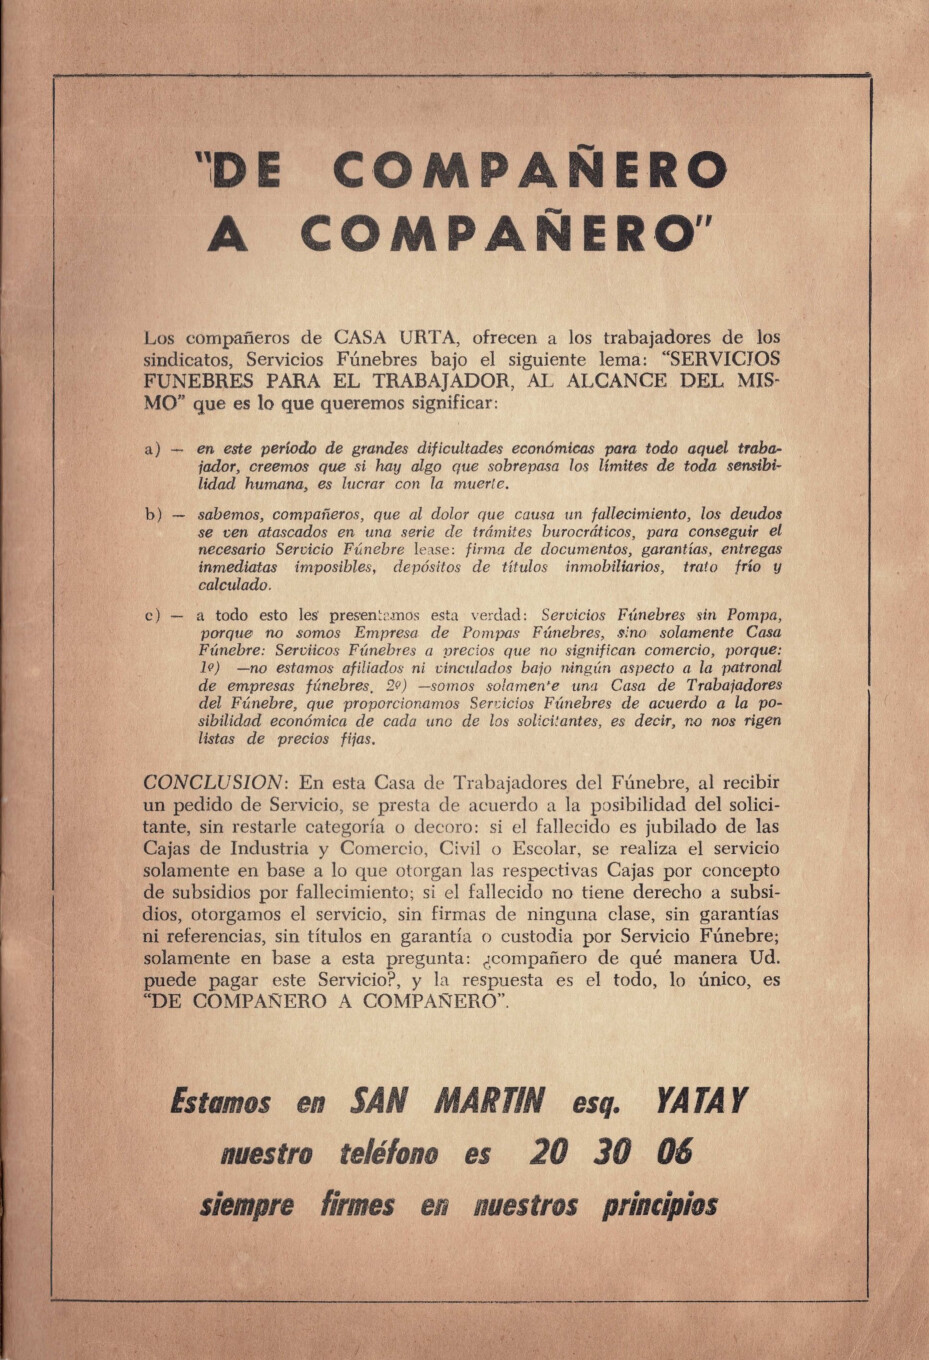 "DE COMPAÑERO
A COMPAÑERO"
Los compañeros de CASA URTA, ofrecen a los trabajadores de los
sindicatos, Servicios Fúnebres bajo el siguiente lema: "SERVICIOS
FUNEBRES PARA EL TRABAJADOR, AL ALCANCE DEL MIS-
MO" que es lo que queremos significar:
a) — en este período de grandes dificultades económicas para todo aquel traba-
jador, creemos que si hay algo que sobrepasa los límites de toda sensibi-
lidad humana, es lucrar con la muerte.
b) — sabemos, compañeros, que al dolor que causa un fallecimiento, los deudos
se ven atascados en una serie de trámites burocráticos, para conseguir el
necesario Servicio Fúnebre lease: firma de documentos, garantías, entregas
inmediatas imposibles, depósitos de títulos inmobiliarios, trato frío y
calculado.
c) — a todo esto les presentamos esta verdad: Servicios Fúnebres sin Pompa,
porque no somos Empresa de Pompas Fúnebres, sino solamente Casa
Fúnebre: Serviicos Fúnebres a precios que no significan comercio, porque:
1º) —no estamos afiliados ni vinculados bajo ningún aspecto a la patronal
de empresas fúnebres. 2º) —somos solamente una Casa de Trabajadores
del Fúnebre, que proporcionamos Servicios Fúnebres de acuerdo a la po-
sibilidad económica de cada uno de los solicitantes, es decir, no nos rigen
listas de precios fijas.
CONCLUSION: En esta Casa de Trabajadores del Fúnebre, al recibir
un pedido de Servicio, se presta de acuerdo a la posibilidad del solici-
tante, sin restarle categoría o decoro: si el fallecido es jubilado de las
Cajas de Industria y Comercio, Civil o Escolar, se realiza el servicio
solamente en base a lo que otorgan las respectivas Cajas por concepto
de subsidios por fallecimiento; si el fallecido no tiene derecho a subsi-
dios, otorgamos el servicio, sin firmas de ninguna clase, sin garantías
ni referencias, sin títulos en garantía o custodia por Servicio Fúnebre;
solamente en base a esta pregunta: ¿compañero de qué manera Ud.
puede pagar este Servicio?, y la respuesta es el todo, lo único, es
"DE COMPAÑERO A COMPAÑERO".
Estamos en SAN MARTIN esq. YATAY
nuestro teléfono es 20 30 06
siempre firmes en nuestros principios